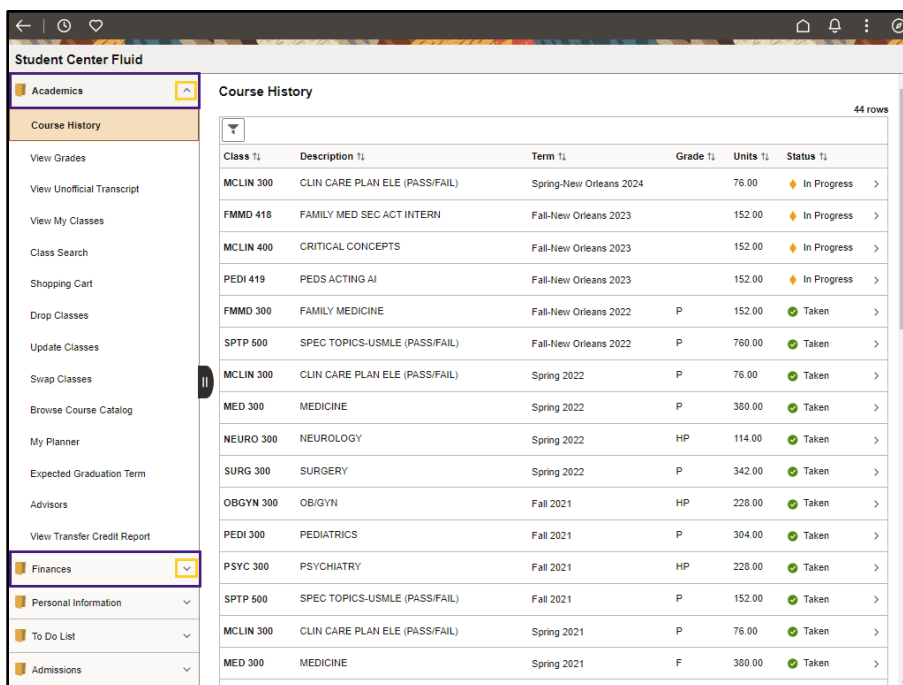 Student Center Fluid
Academics
Course History
View Grades
View Unofficial Transcript
View My Classes
Class Search
Shopping Cart
Drop Classes
Update Classes
Swap Classes
Browse Course Catalog
My Planner
Expected Graduation Term
Advisors
View Transfer Credit Report
Finances
Personal Information
To Do List
Admissions
Course History
44 rows
Class Description Term Grade Units Status
MCLIN 300 CLIN CARE PLAN ELE (PASS/FAIL) Spring-New Orleans 2024 76.00 In Progress
FMMD 418 FAMILY MED SEC ACT INTERN Fall-New Orleans 2023 152.00 In Progress
MCLIN 400 CRITICAL CONCEPTS Fall-New Orleans 2023 152.00 In Progress
PEDI 419 PEDS ACTING AI Fall-New Orleans 2023 152.00 In Progress
FMMD 300 FAMILY MEDICINE Fall-New Orleans 2022 P 152.00 Taken
SPTP 500 SPEC TOPICS-USMLE (PASS/FAIL) Fall-New Orleans 2022 P 760.00 Taken
MCLIN 300 CLIN CARE PLAN ELE (PASS/FAIL) Spring 2022 P 76.00 Taken
MED 300 MEDICINE Spring 2022 P 380.00 Taken
NEURO 300 NEUROLOGY Spring 2022 HP 114.00 Taken
SURG 300 SURGERY Spring 2022 P 342.00 Taken
OBGYN 300 OB/GYN Fall 2021 HP 228.00 Taken
PEDI 300 PEDIATRICS Fall 2021 P 304.00 Taken
PSYC 300 PSYCHIATRY Fall 2021 HP 228.00 Taken
SPTP 500 SPEC TOPICS-USMLE (PASS/FAIL) Fall 2021 P 152.00 Taken
MCLIN 300 CLIN CARE PLAN ELE (PASS/FAIL) Spring 2021 P 76.00 Taken
MED 300 MEDICINE Spring 2021 F 380.00 Taken